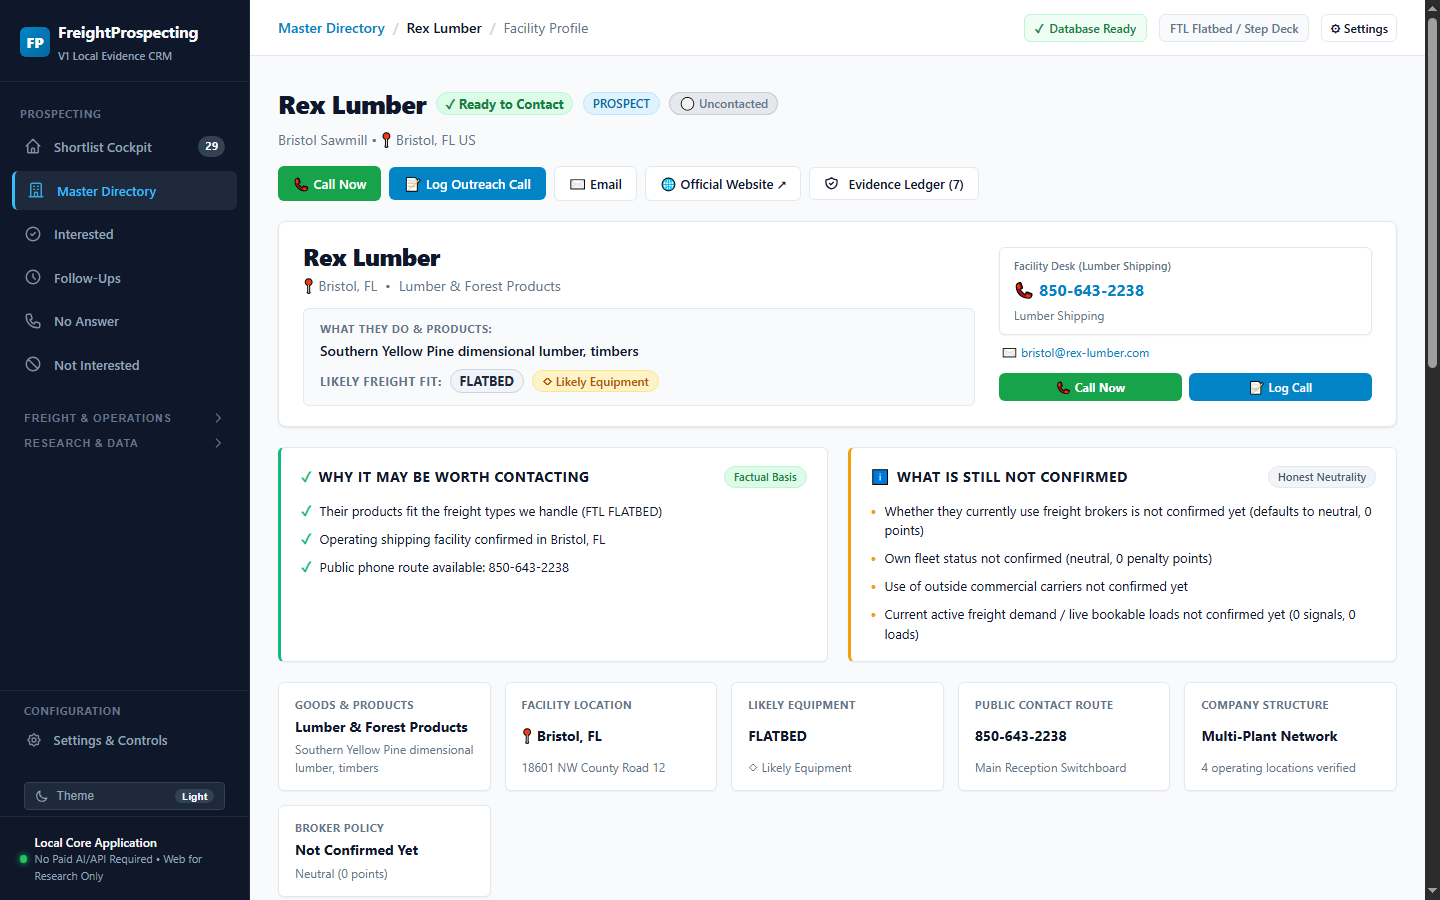 FP
FreightProspecting
V1 Local Evidence CRM
PROSPECTING
Shortlist Cockpit
29
Master Directory
Interested
Follow-Ups
No Answer
Not Interested
FREIGHT & OPERATIONS
RESEARCH & DATA
CONFIGURATION
Settings & Controls
Theme
Light
Local Core Application
No Paid AI/API Required • Web for
Research Only
Master Directory / Rex Lumber / Facility Profile
✓ Database Ready
FTL Flatbed / Step Deck
⚙ Settings
Rex Lumber
✓ Ready to Contact
PROSPECT
Uncontacted
Bristol Sawmill • 📍 Bristol, FL US
📞 Call Now
📝 Log Outreach Call
✉ Email
🌐 Official Website ↗
Evidence Ledger (7)
Rex Lumber
📍 Bristol, FL • Lumber & Forest Products
WHAT THEY DO & PRODUCTS:
Southern Yellow Pine dimensional lumber, timbers
LIKELY FREIGHT FIT:
FLATBED
◇ Likely Equipment
Facility Desk (Lumber Shipping)
📞 850-643-2238
Lumber Shipping
✉ bristol@rex-lumber.com
📞 Call Now
📝 Log Call
✓ WHY IT MAY BE WORTH CONTACTING
Factual Basis
✓ Their products fit the freight types we handle (FTL FLATBED)
✓ Operating shipping facility confirmed in Bristol, FL
✓ Public phone route available: 850-643-2238
ℹ WHAT IS STILL NOT CONFIRMED
Honest Neutrality
• Whether they currently use freight brokers is not confirmed yet (defaults to neutral, 0
points)
• Own fleet status not confirmed (neutral, 0 penalty points)
• Use of outside commercial carriers not confirmed yet
• Current active freight demand / live bookable loads not confirmed yet (0 signals, 0
loads)
GOODS & PRODUCTS
Lumber & Forest Products
Southern Yellow Pine dimensional
lumber, timbers
FACILITY LOCATION
📍 Bristol, FL
18601 NW County Road 12
LIKELY EQUIPMENT
FLATBED
◇ Likely Equipment
PUBLIC CONTACT ROUTE
850-643-2238
Main Reception Switchboard
COMPANY STRUCTURE
Multi-Plant Network
4 operating locations verified
BROKER POLICY
Not Confirmed Yet
Neutral (0 points)